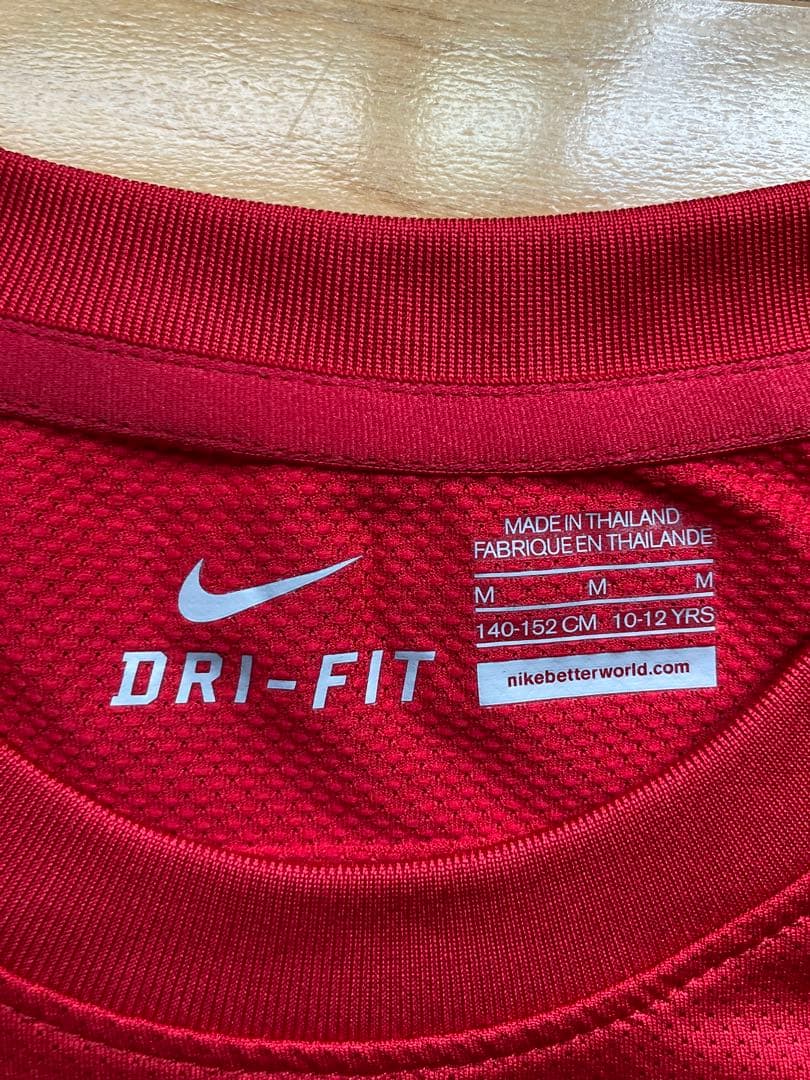 DRI-FIT
MADE IN THAILAND
FABRIQUE EN THAILANDE
M M M
140-152 CM 10-12 YRS
nikebetterworld.com